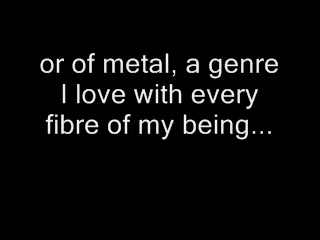 or of metal, a genre
I love with every
fibre of my being...